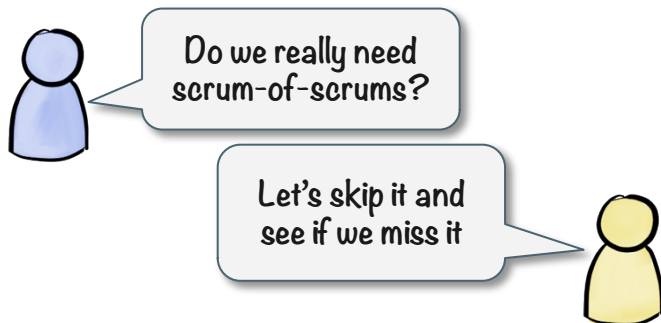 Do we really need
scrum-of-scrums?
Let's skip it and
see if we miss it